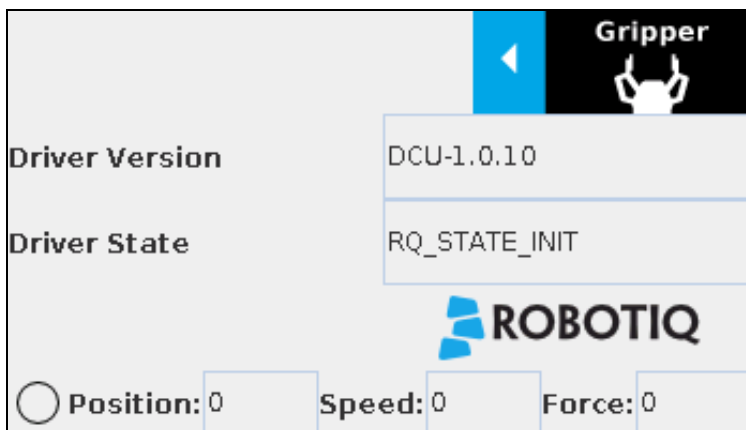 Gripper
Driver Version DCU-1.0.10
Driver State RQ_STATE_INIT
ROBOTIQ
Position: 0 Speed: 0 Force: 0